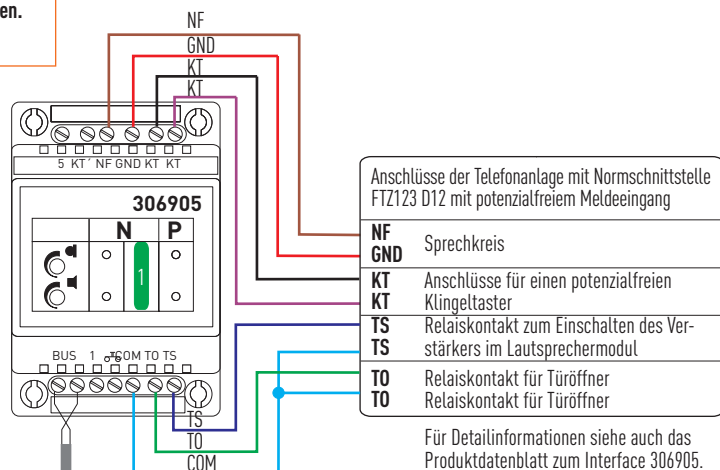 en.
NF
GND
KT
KT
5 KT´ NF GND KT KT
306905
N P
1
BUS 1 COM TO TS
TS
TO
COM
Anschlüsse der Telefonanlage mit Normschnittstelle
FTZ123 D12 mit potenzialfreiem Meldeeingang
NF
GND
Sprechkreis
KT Anschlüsse für einen potenzialfreien
KT Klingeltaster
TS Relaiskontakt zum Einschalten des Ver-
TS stärkers im Lautsprechermodul
TO Relaiskontakt für Türöffner
TO Relaiskontakt für Türöffner
Für Detailinformationen siehe auch das
Produktdatenblatt zum Interface 306905.